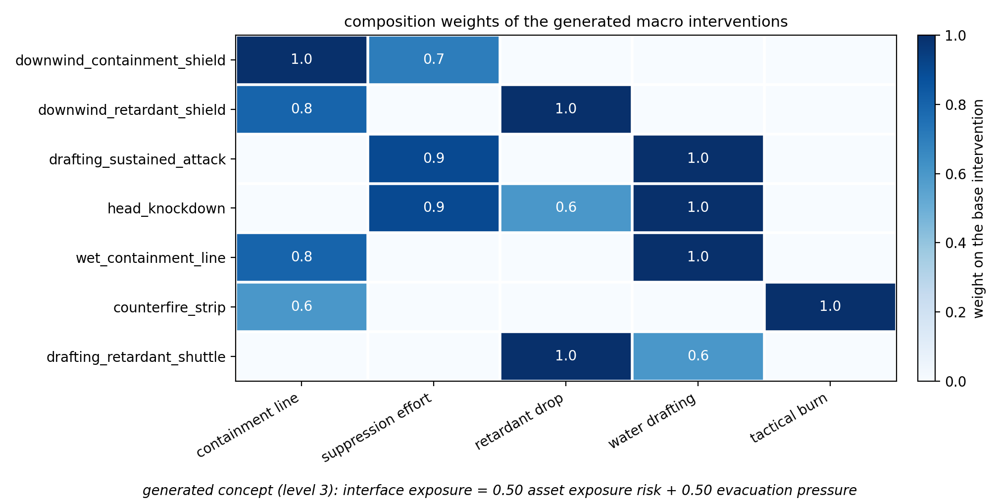 composition weights of the generated macro interventions
downwind_containment_shield 1.0 0.7
downwind_retardant_shield 0.8 1.0
drafting_sustained_attack 0.9 1.0
head_knockdown 0.9 0.6 1.0
wet_containment_line 0.8 1.0
counterfire_strip 0.6 1.0
drafting_retardant_shuttle 1.0 0.6
containment line
suppression effort
retardant drop
water drafting
tactical burn
1.0
0.8
0.6
0.4
0.2
0.0
weight on the base intervention
generated concept (level 3): interface exposure = 0.50 asset exposure risk + 0.50 evacuation pressure